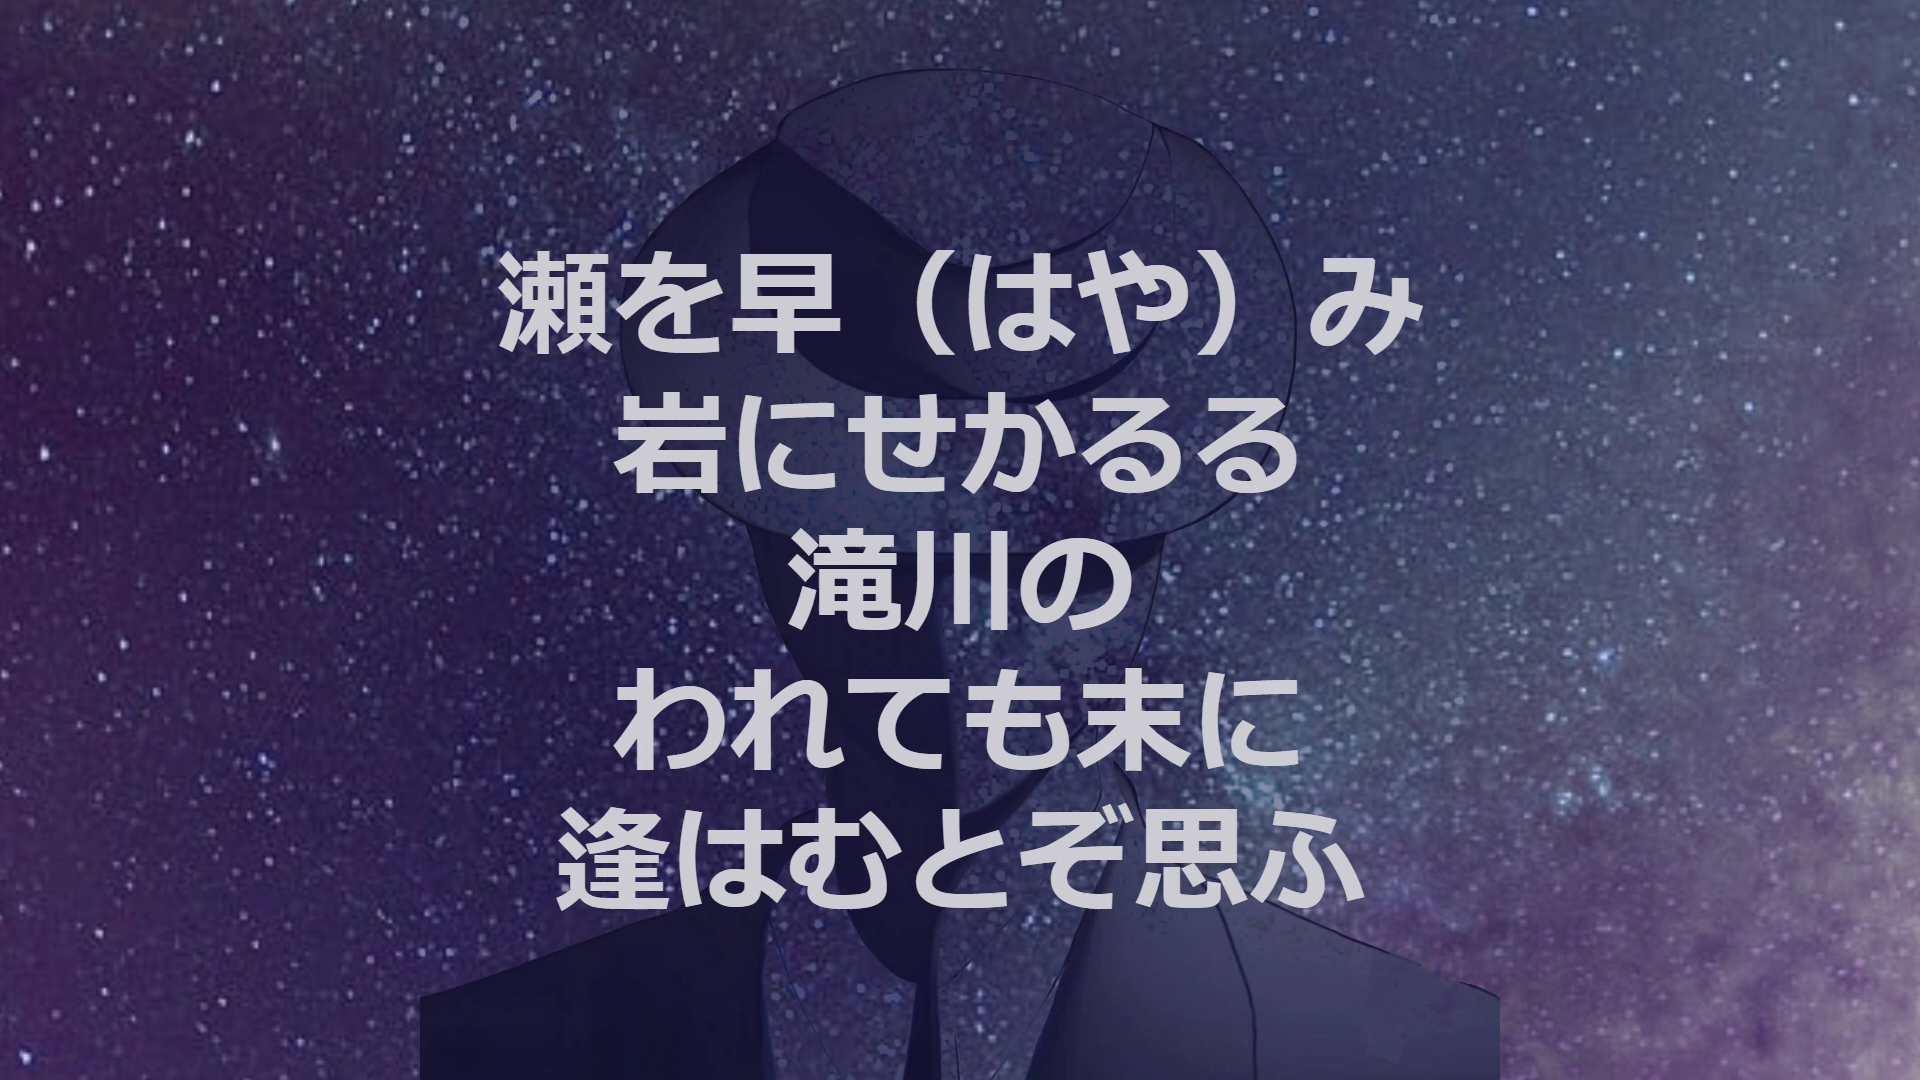 瀬を早（はや）み
岩にせかるる
滝川の
われても末に
逢はむとぞ思ふ